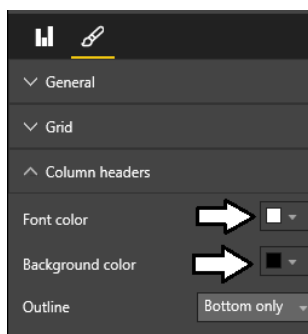 General
Grid
Column headers
Font color
Background color
Outline Bottom only